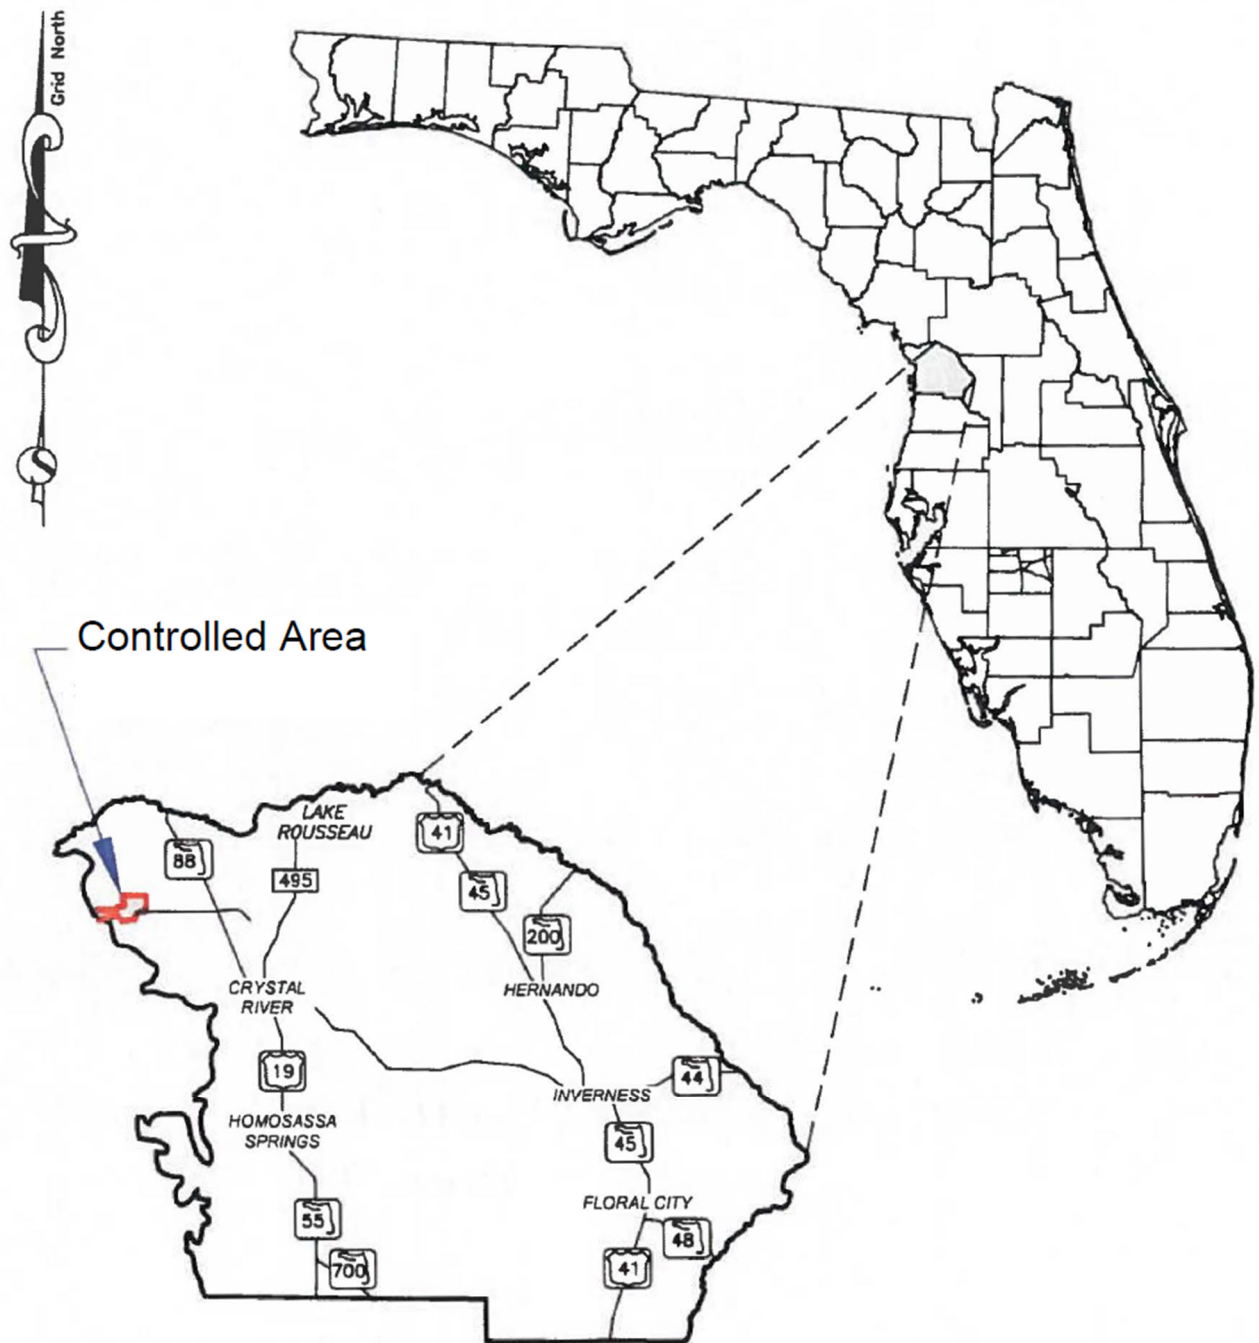 Grid North
Controlled Area
LAKE
ROUSSEAU
41
88
495
45
200
CRYSTAL
RIVER
HERNANDO
19
44
INVERNESS
HOMOSASSA
SPRINGS
45
FLORAL CITY
55
48
700
41